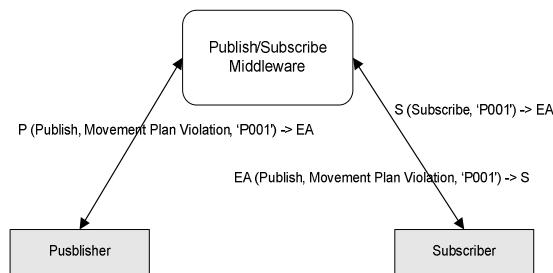 Publish/Subscribe
Middleware
S (Subscribe, 'P001') -> EA
P (Publish, Movement Plan Violation, ‘P001’) -> EA
EA (Publish, Movement Plan Violation, ‘P001’) -> S
Pusblisher
Subscriber